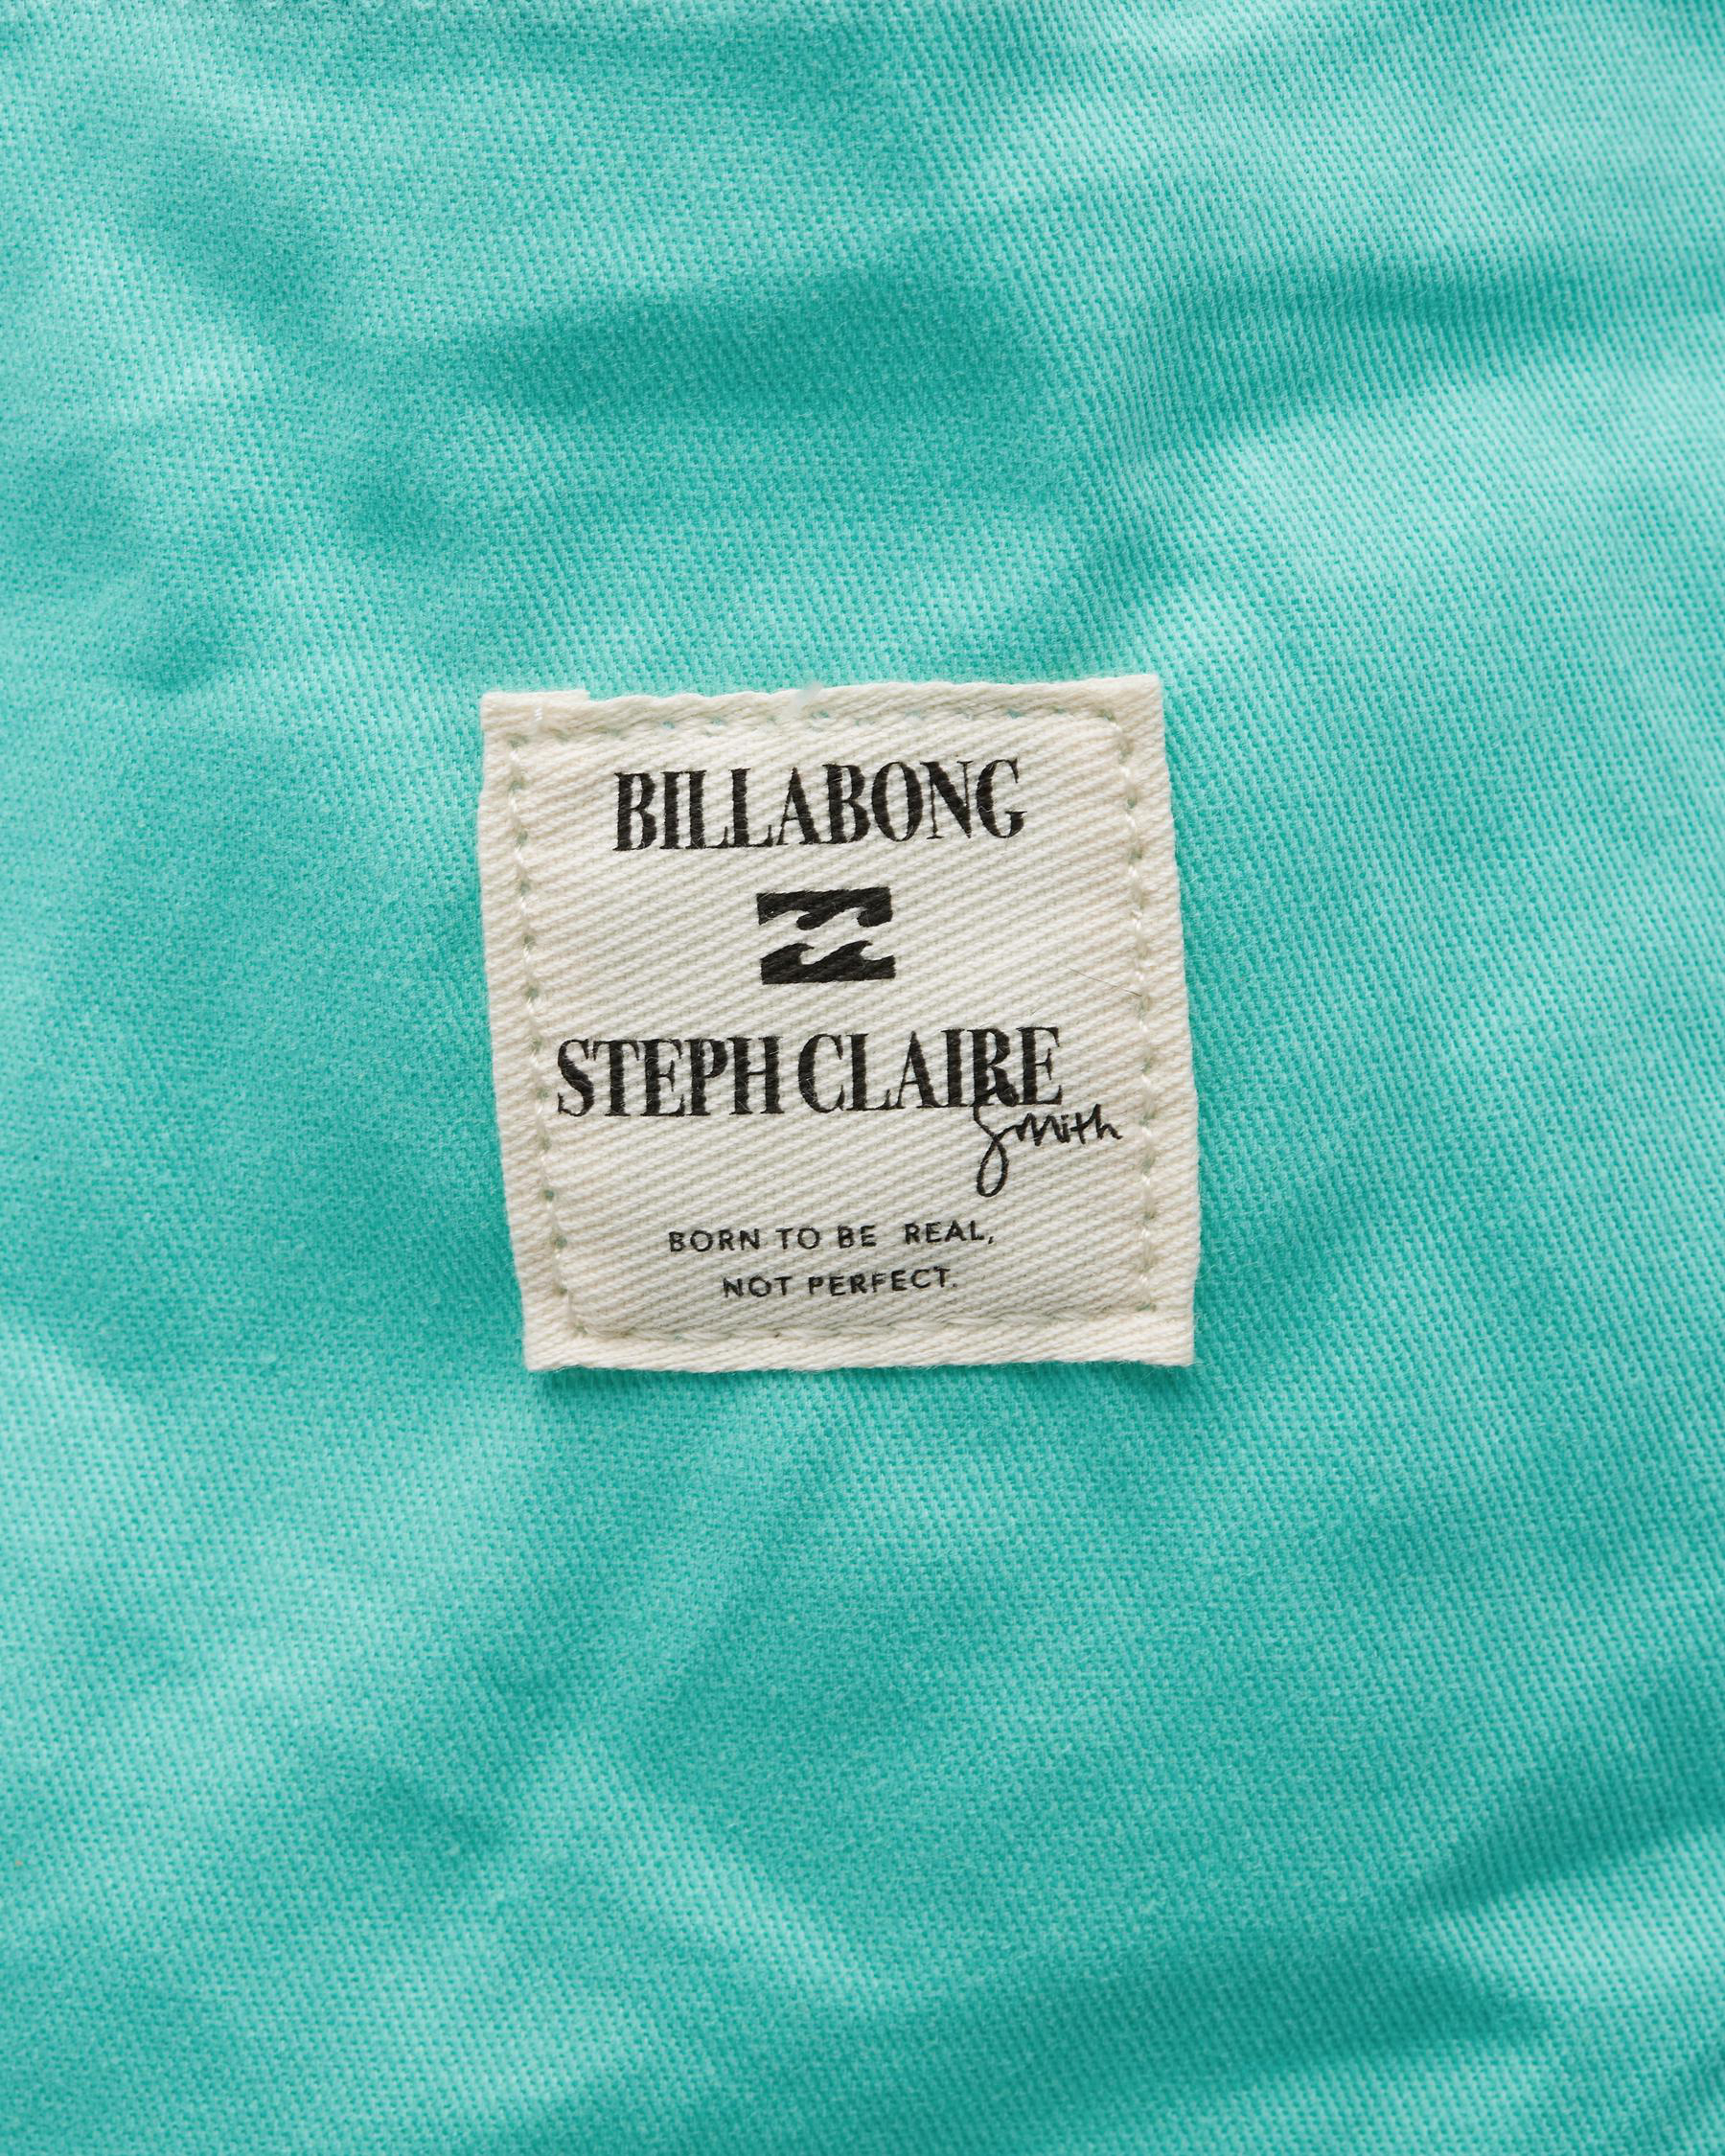 BILLABONG
STEPH CLAIRE
Smith
BORN TO BE REAL,
NOT PERFECT.